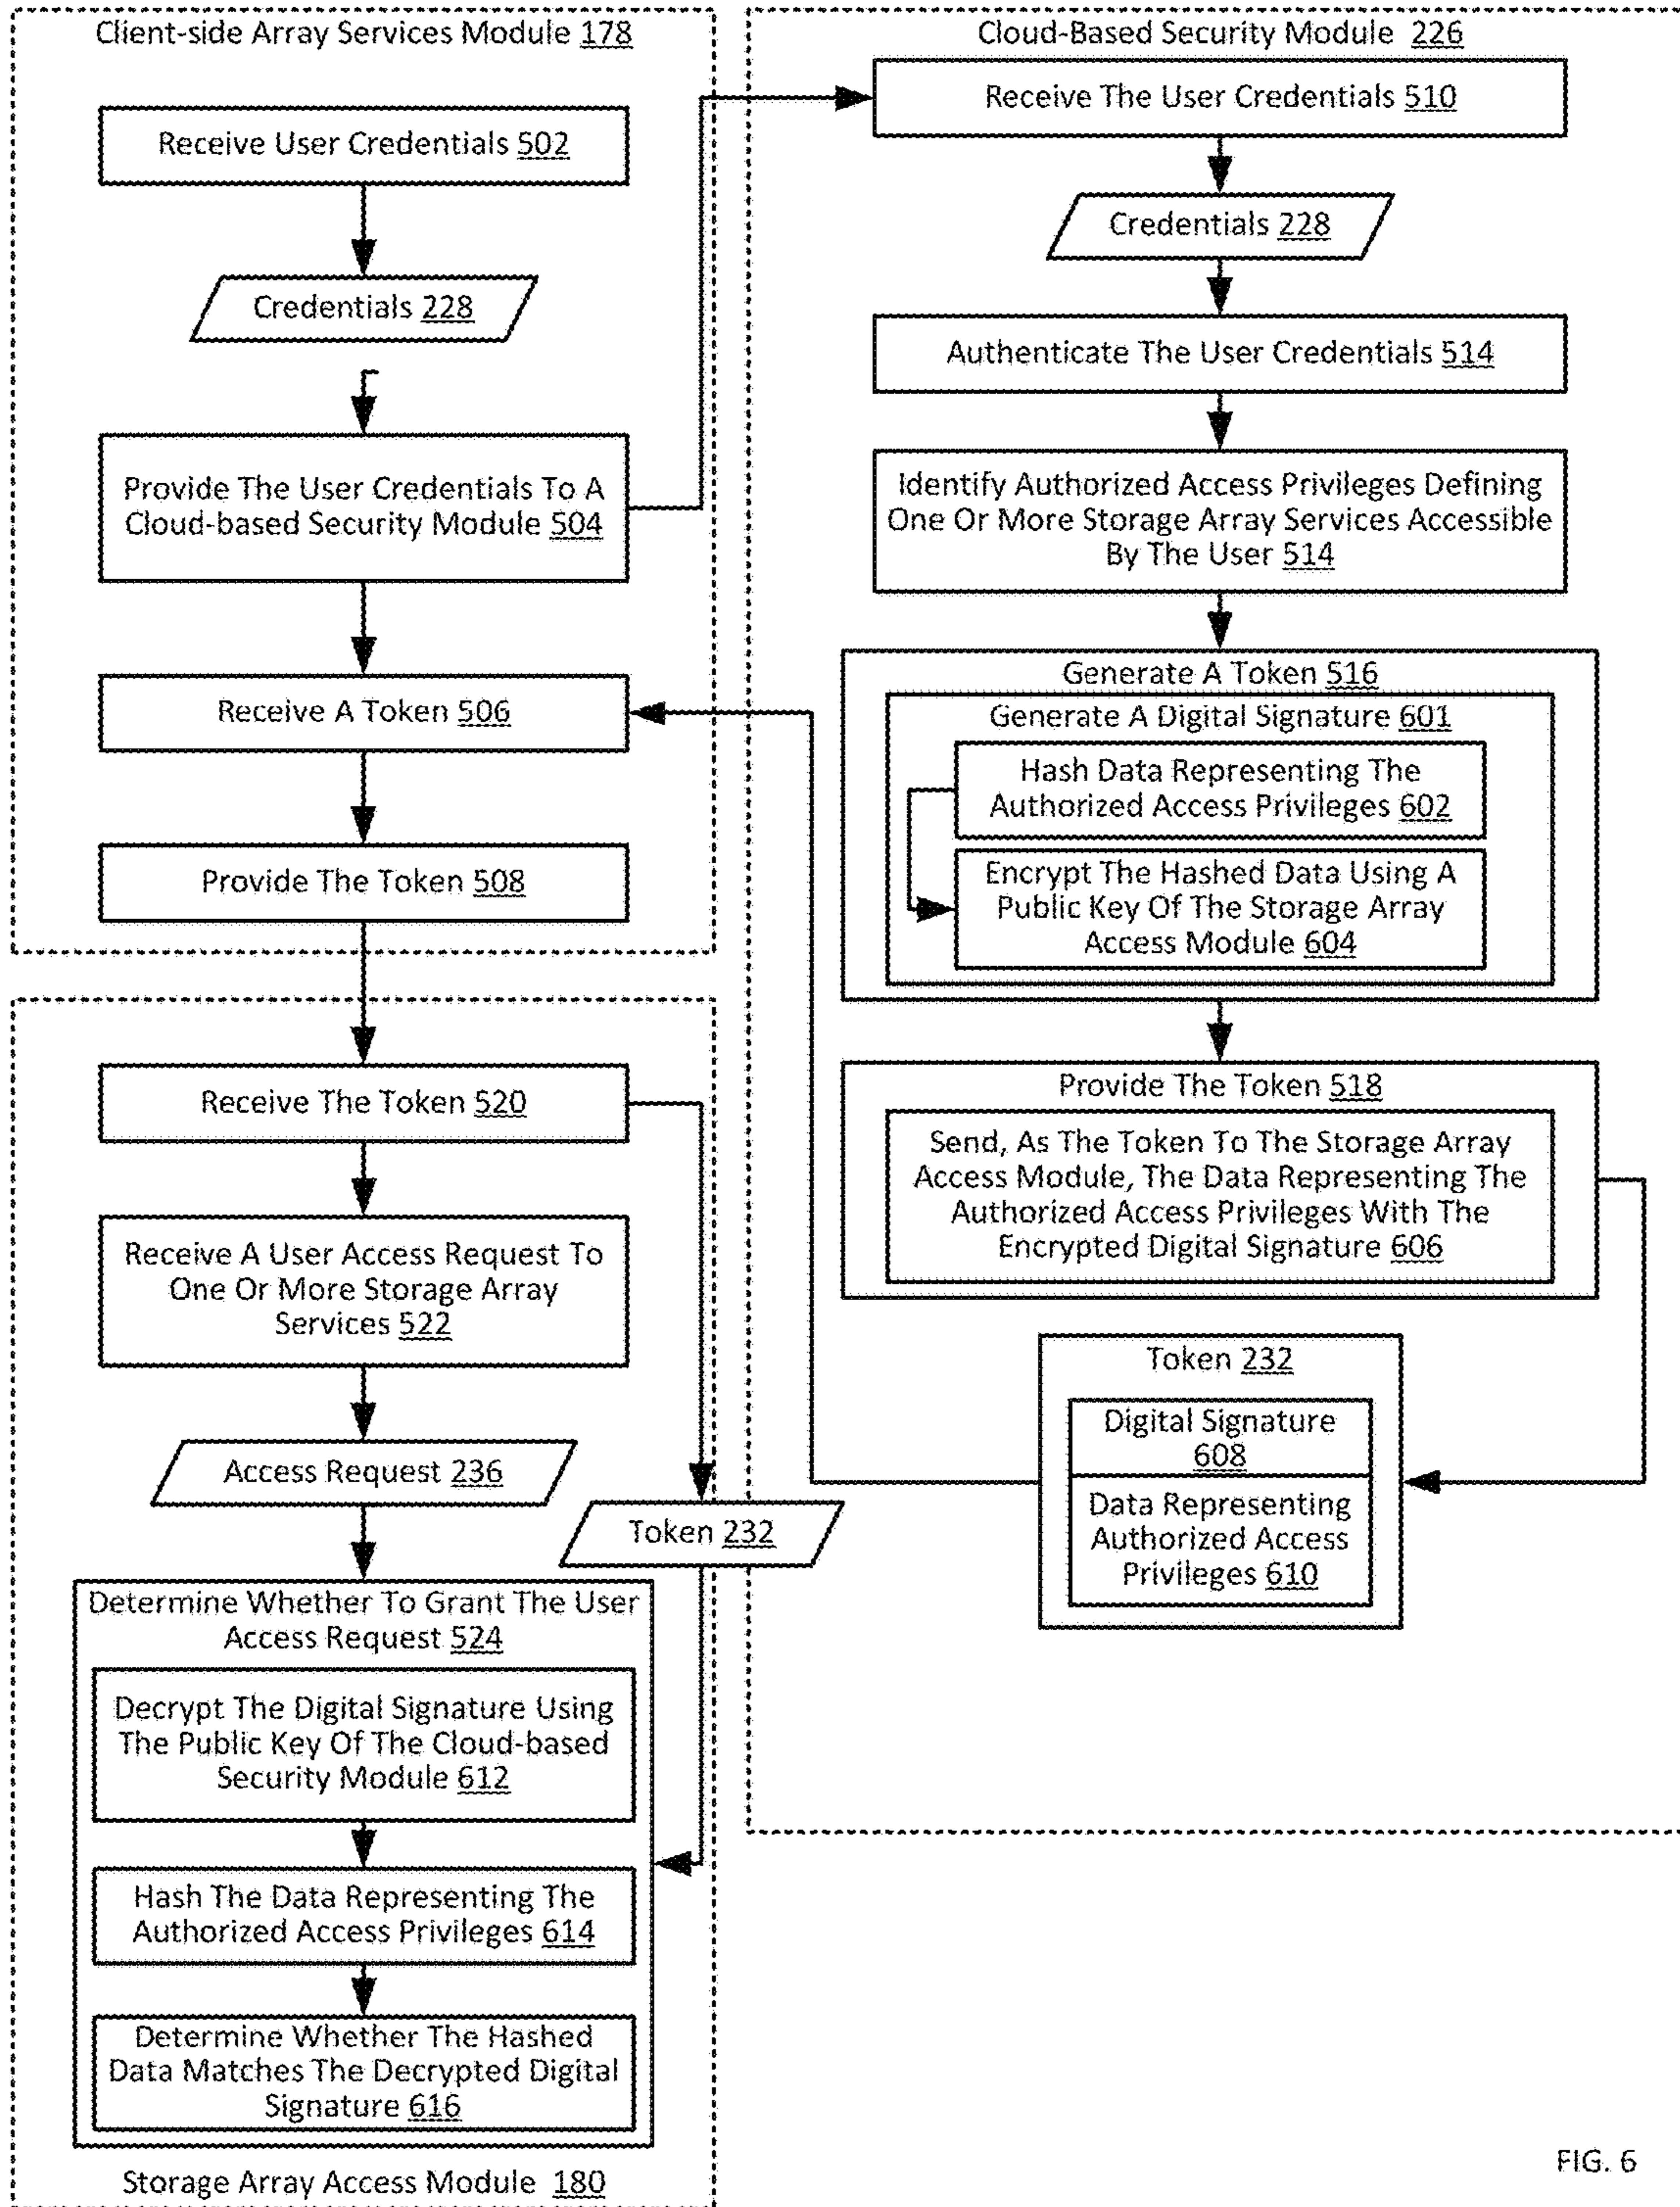 Client-side Array Services Module 178
Receive User Credentials 502
Credentials 228
Provide The User Credentials To A
Cloud-based Security Module 504
Receive A Token 506
Provide The Token 508
Cloud-Based Security Module 226
Receive The User Credentials 510
Credentials 228
Authenticate The User Credentials 514
Identify Authorized Access Privileges Defining
One Or More Storage Array Services Accessible
By The User 514
Generate A Token 516
Generate A Digital Signature 601
Hash Data Representing The
Authorized Access Privileges 602
Encrypt The Hashed Data Using A
Public Key Of The Storage Array
Access Module 604
Provide The Token 518
Send, As The Token To The Storage Array
Access Module, The Data Representing The
Authorized Access Privileges With The
Encrypted Digital Signature 606
Token 232
Digital Signature
608
Data Representing
Authorized Access
Privileges 610
Receive The Token 520
Receive A User Access Request To
One Or More Storage Array
Services 522
Access Request 236
Token 232
Determine Whether To Grant The User
Access Request 524
Decrypt The Digital Signature Using
The Public Key Of The Cloud-based
Security Module 612
Hash The Data Representing The
Authorized Access Privileges 614
Determine Whether The Hashed
Data Matches The Decrypted Digital
Signature 616
Storage Array Access Module 180
FIG. 6